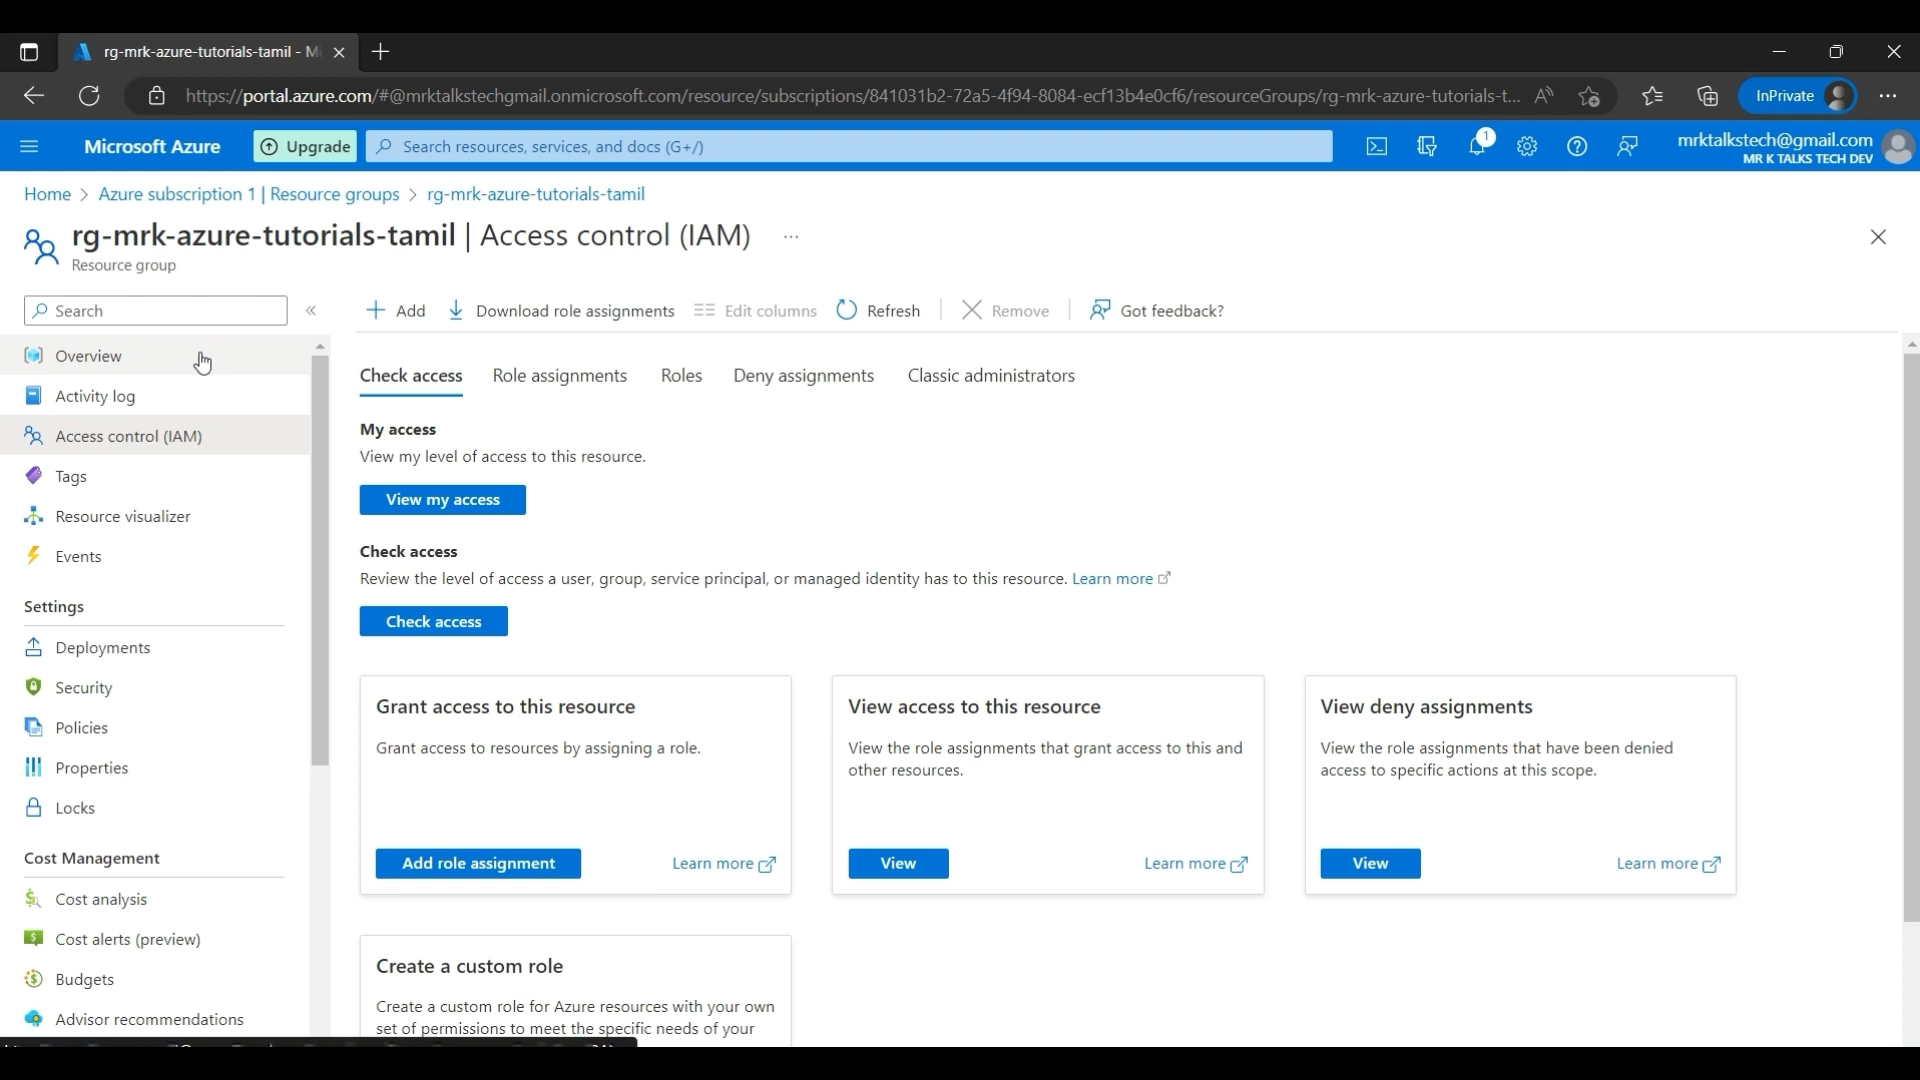 rg-mrk-azure-tutorials-tamil - Mi
https://portal.azure.com/#@mrktalkstechgmail.onmicrosoft.com/resource/subscriptions/841031b2-72a5-4f94-8084-ecf13b4e0cf6/resourceGroups/rg-mrk-azure-tutorials-t...
InPrivate
Microsoft Azure
Upgrade
Search resources, services, and docs (G+/)
1
mrktalkstech@gmail.com
MR K TALKS TECH DEV
Home > Azure subscription 1 | Resource groups > rg-mrk-azure-tutorials-tamil
rg-mrk-azure-tutorials-tamil | Access control (IAM) ...
Resource group
Search
Add
Download role assignments
Edit columns
Refresh
Remove
Got feedback?
Overview
Activity log
Access control (IAM)
Tags
Resource visualizer
Events
Settings
Deployments
Security
Policies
Properties
Locks
Cost Management
Cost analysis
Cost alerts (preview)
Budgets
Advisor recommendations
Check access
Role assignments
Roles
Deny assignments
Classic administrators
My access
View my level of access to this resource.
View my access
Check access
Review the level of access a user, group, service principal, or managed identity has to this resource. Learn more
Check access
Grant access to this resource
Grant access to resources by assigning a role.
Add role assignment
Learn more
View access to this resource
View the role assignments that grant access to this and
other resources.
View
Learn more
View deny assignments
View the role assignments that have been denied
access to specific actions at this scope.
View
Learn more
Create a custom role
Create a custom role for Azure resources with your own
set of permissions to meet the specific needs of your